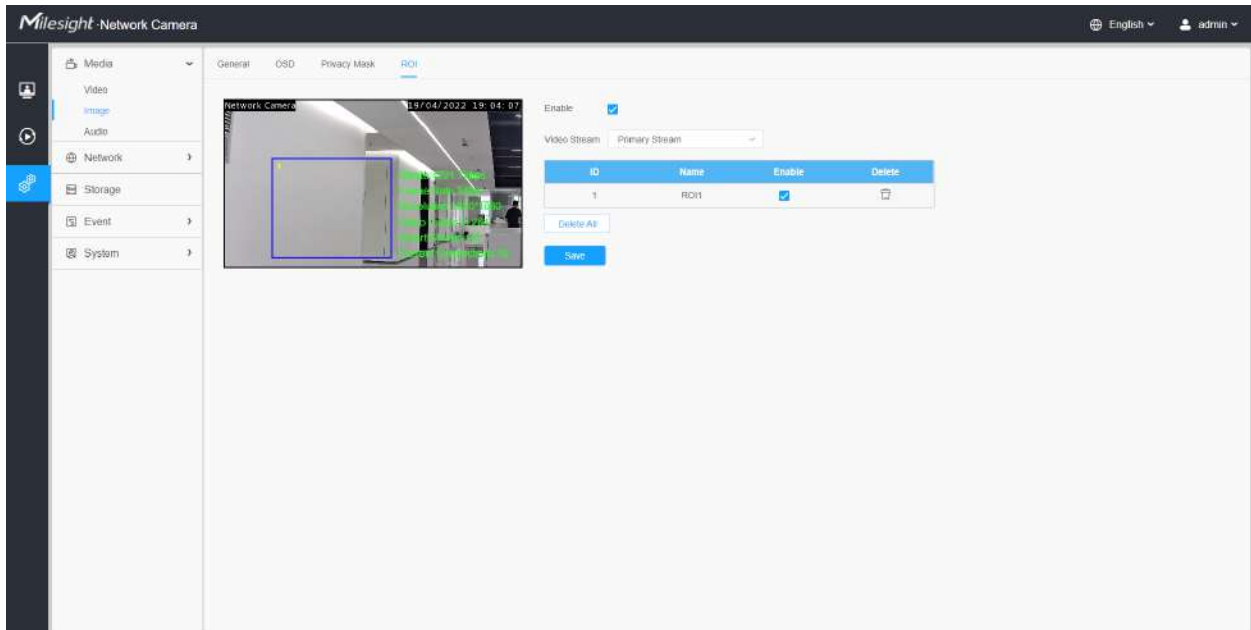 Milesight -Network Camera
English
admin
Media
Video
Image
Audio
Network
Storage
Event
System
General OSD Privacy Mask ROI
Network Camera 19/04/2022 19:04:07
1
Enable
Video Stream Primary Stream
ID Name Enable Delete
1 ROI1
Delete All
Save